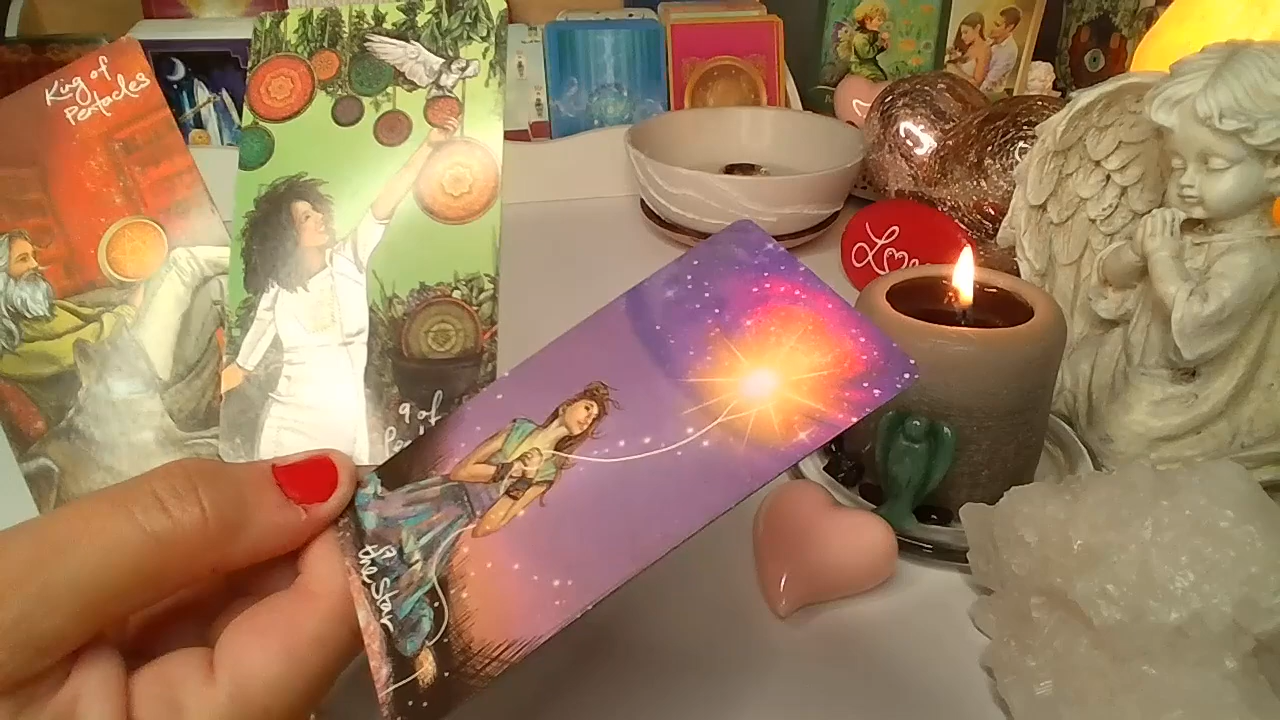 King of
Pentacles
9 of
the Star
Love